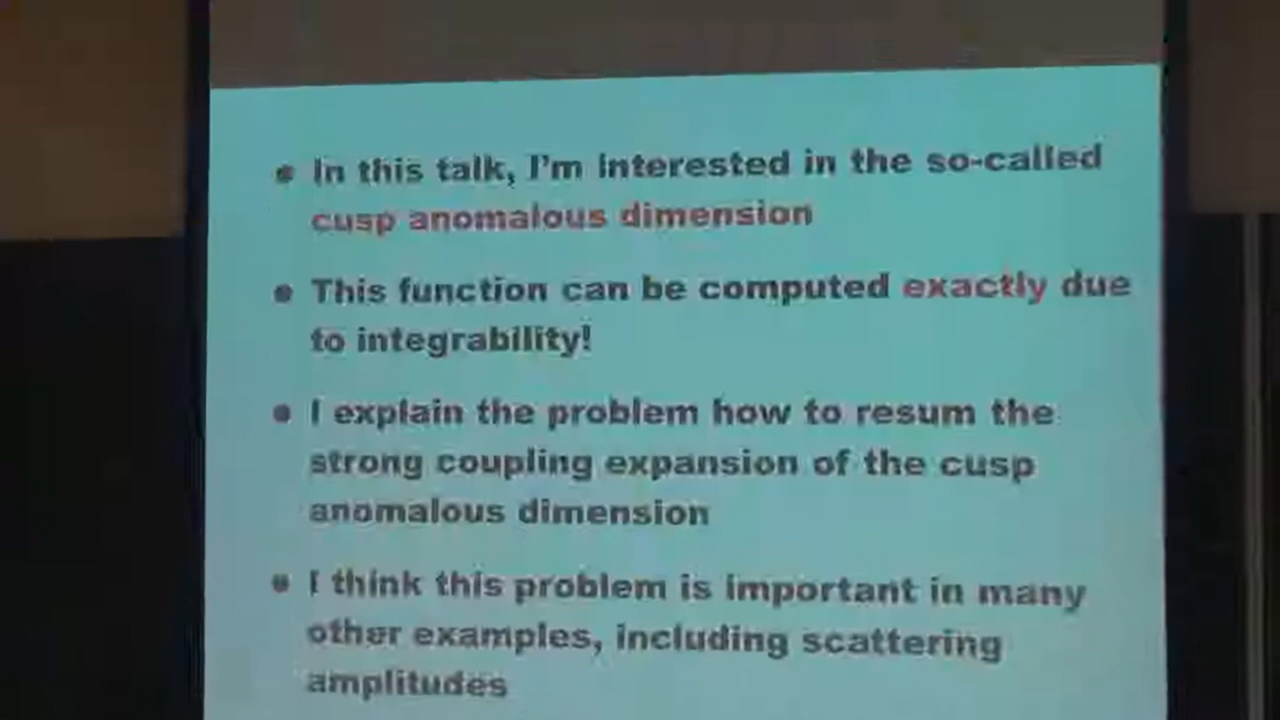 • In this talk, I'm interested in the so-called
cusp anomalous dimension
• This function can be computed exactly due
to integrability!
• I explain the problem how to resum the
strong coupling expansion of the cusp
anomalous dimension
• I think this problem is important in many
other examples, including scattering
amplitudes